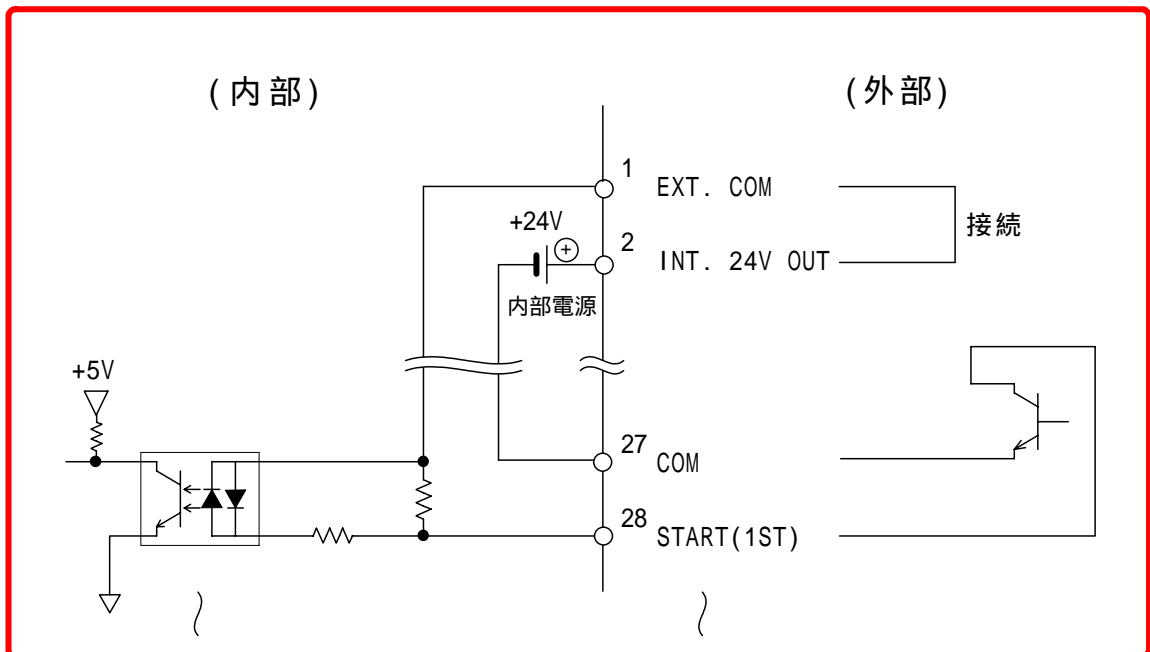 (内部)
(外部)
1
EXT. COM
+24V
+
2
INT. 24V OUT
接続
内部電源
+5V
27
COM
28
START(1ST)